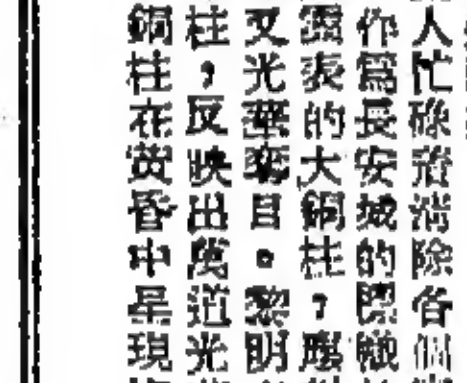 人忙碌着清除各個
作爲長安城的標幟
表的大銅柱,
又光華奪目。黎明
柱,反映出萬道光
銅柱在黃昏中呈現